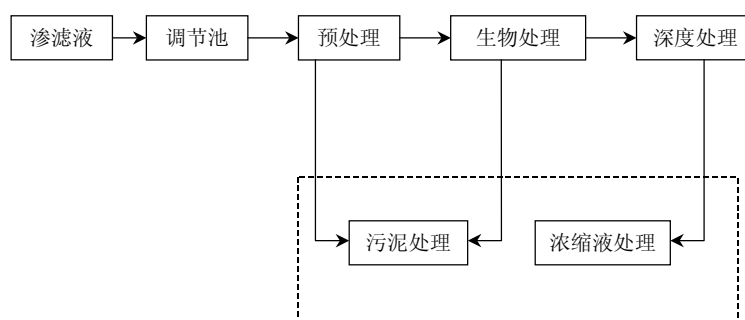 渗滤液
调节池
预处理
生物处理
深度处理
污泥处理
浓缩液处理